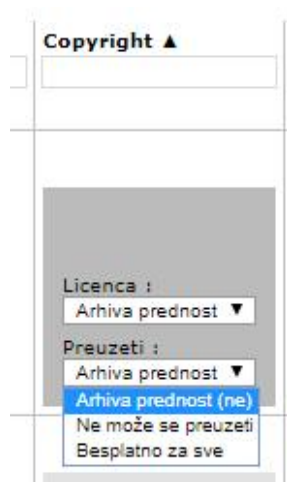 Copyright ▲
Licenca :
Arhiva prednost ▼
Preuzeti :
Arhiva prednost ▼
Arhiva prednost (ne)
Ne može se preuzeti
Besplatno za sve